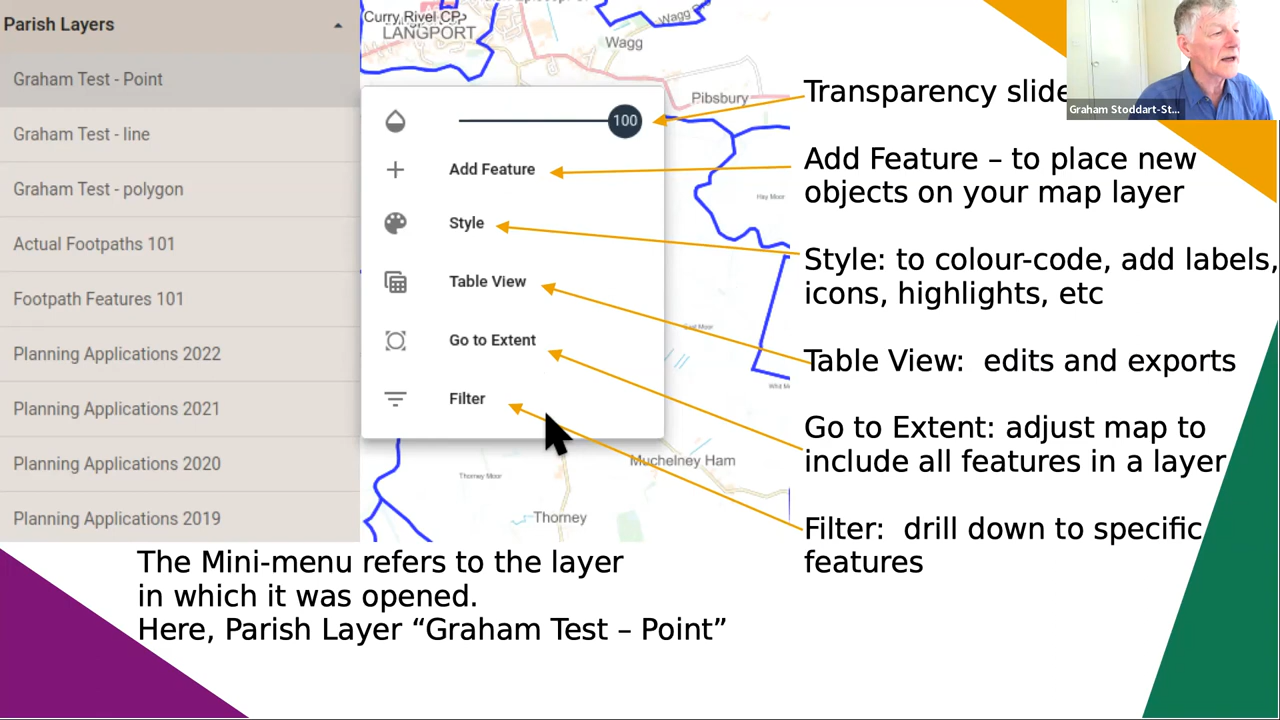 Parish Layers
Graham Test - Point
Graham Test - line
Graham Test - polygon
Actual Footpaths 101
Footpath Features 101
Planning Applications 2022
Planning Applications 2021
Planning Applications 2020
Planning Applications 2019
Curry Rivel CP
LANGPORT
Wagg
Wagg
Pibsbury
Hay Moor
Muchelney Ham
Thorney Moor
Thorney
100
Add Feature
Style
Table View
Go to Extent
Filter
Transparency slide
Graham Stoddart-St...
Add Feature – to place new
objects on your map layer
Style: to colour-code, add labels,
icons, highlights, etc
Table View:  edits and exports
Go to Extent: adjust map to
include all features in a layer
Filter:  drill down to specific
features
The Mini-menu refers to the layer
in which it was opened.
Here, Parish Layer “Graham Test – Point”